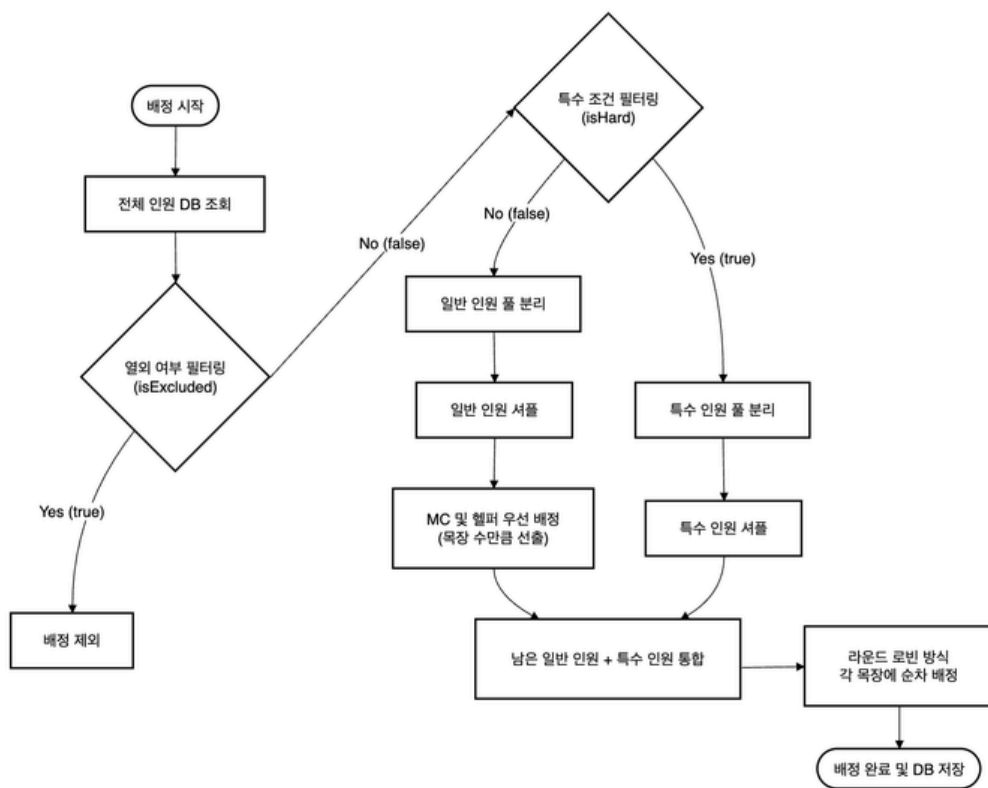 배정 시작
전체 인원 DB 조회
열외 여부 필터링
(isExcluded)
Yes (true)
배정 제외
No (false)
특수 조건 필터링
(isHard)
No (false)
Yes (true)
일반 인원 풀 분리
일반 인원 셔플
MC 및 헬퍼 우선 배정
(목장 수만큼 선출)
특수 인원 풀 분리
특수 인원 셔플
남은 일반 인원 + 특수 인원 통합
라운드 로빈 방식
각 목장에 순차 배정
배정 완료 및 DB 저장